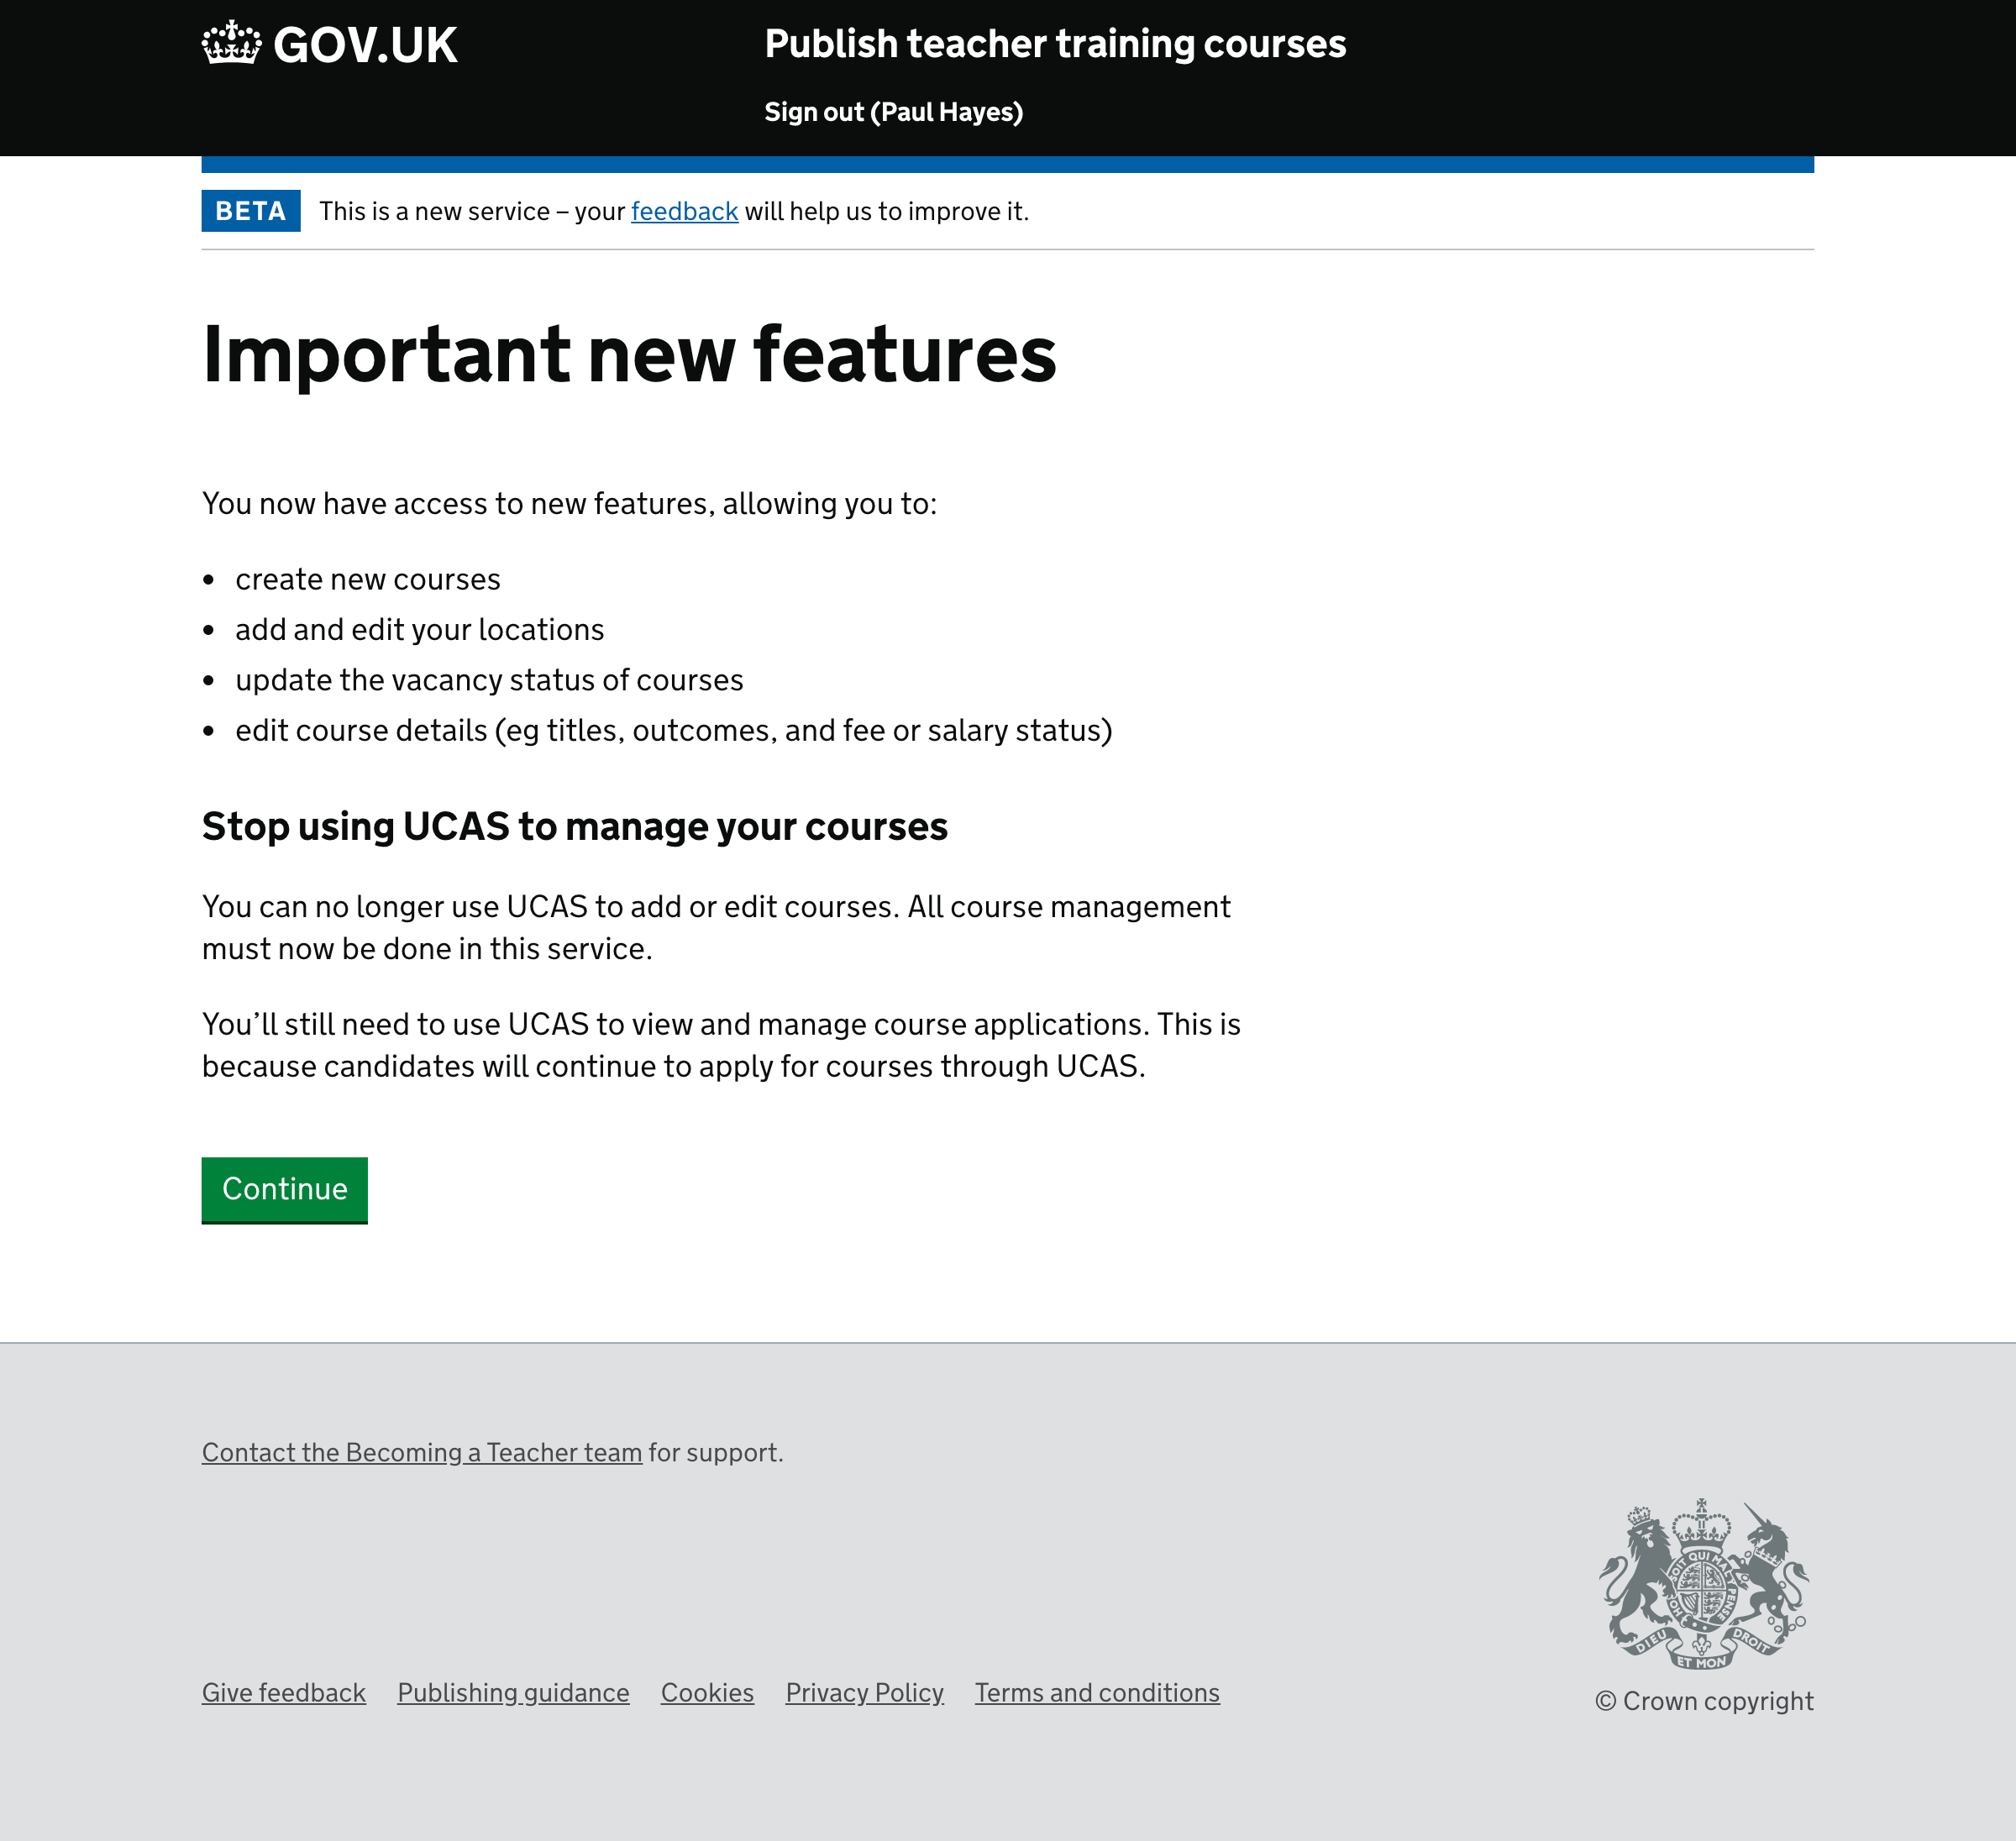 GOV.UK
Publish teacher training courses
Sign out (Paul Hayes)
BETA This is a new service – your feedback will help us to improve it.
Important new features
You now have access to new features, allowing you to:
• create new courses
• add and edit your locations
• update the vacancy status of courses
• edit course details (eg titles, outcomes, and fee or salary status)
Stop using UCAS to manage your courses
You can no longer use UCAS to add or edit courses. All course management
must now be done in this service.
You’ll still need to use UCAS to view and manage course applications. This is
because candidates will continue to apply for courses through UCAS.
Continue
Contact the Becoming a Teacher team for support.
HONI SOIT QUI MAL Y PENSE
DIEU ET MON DROIT
Give feedback Publishing guidance Cookies Privacy Policy Terms and conditions
© Crown copyright